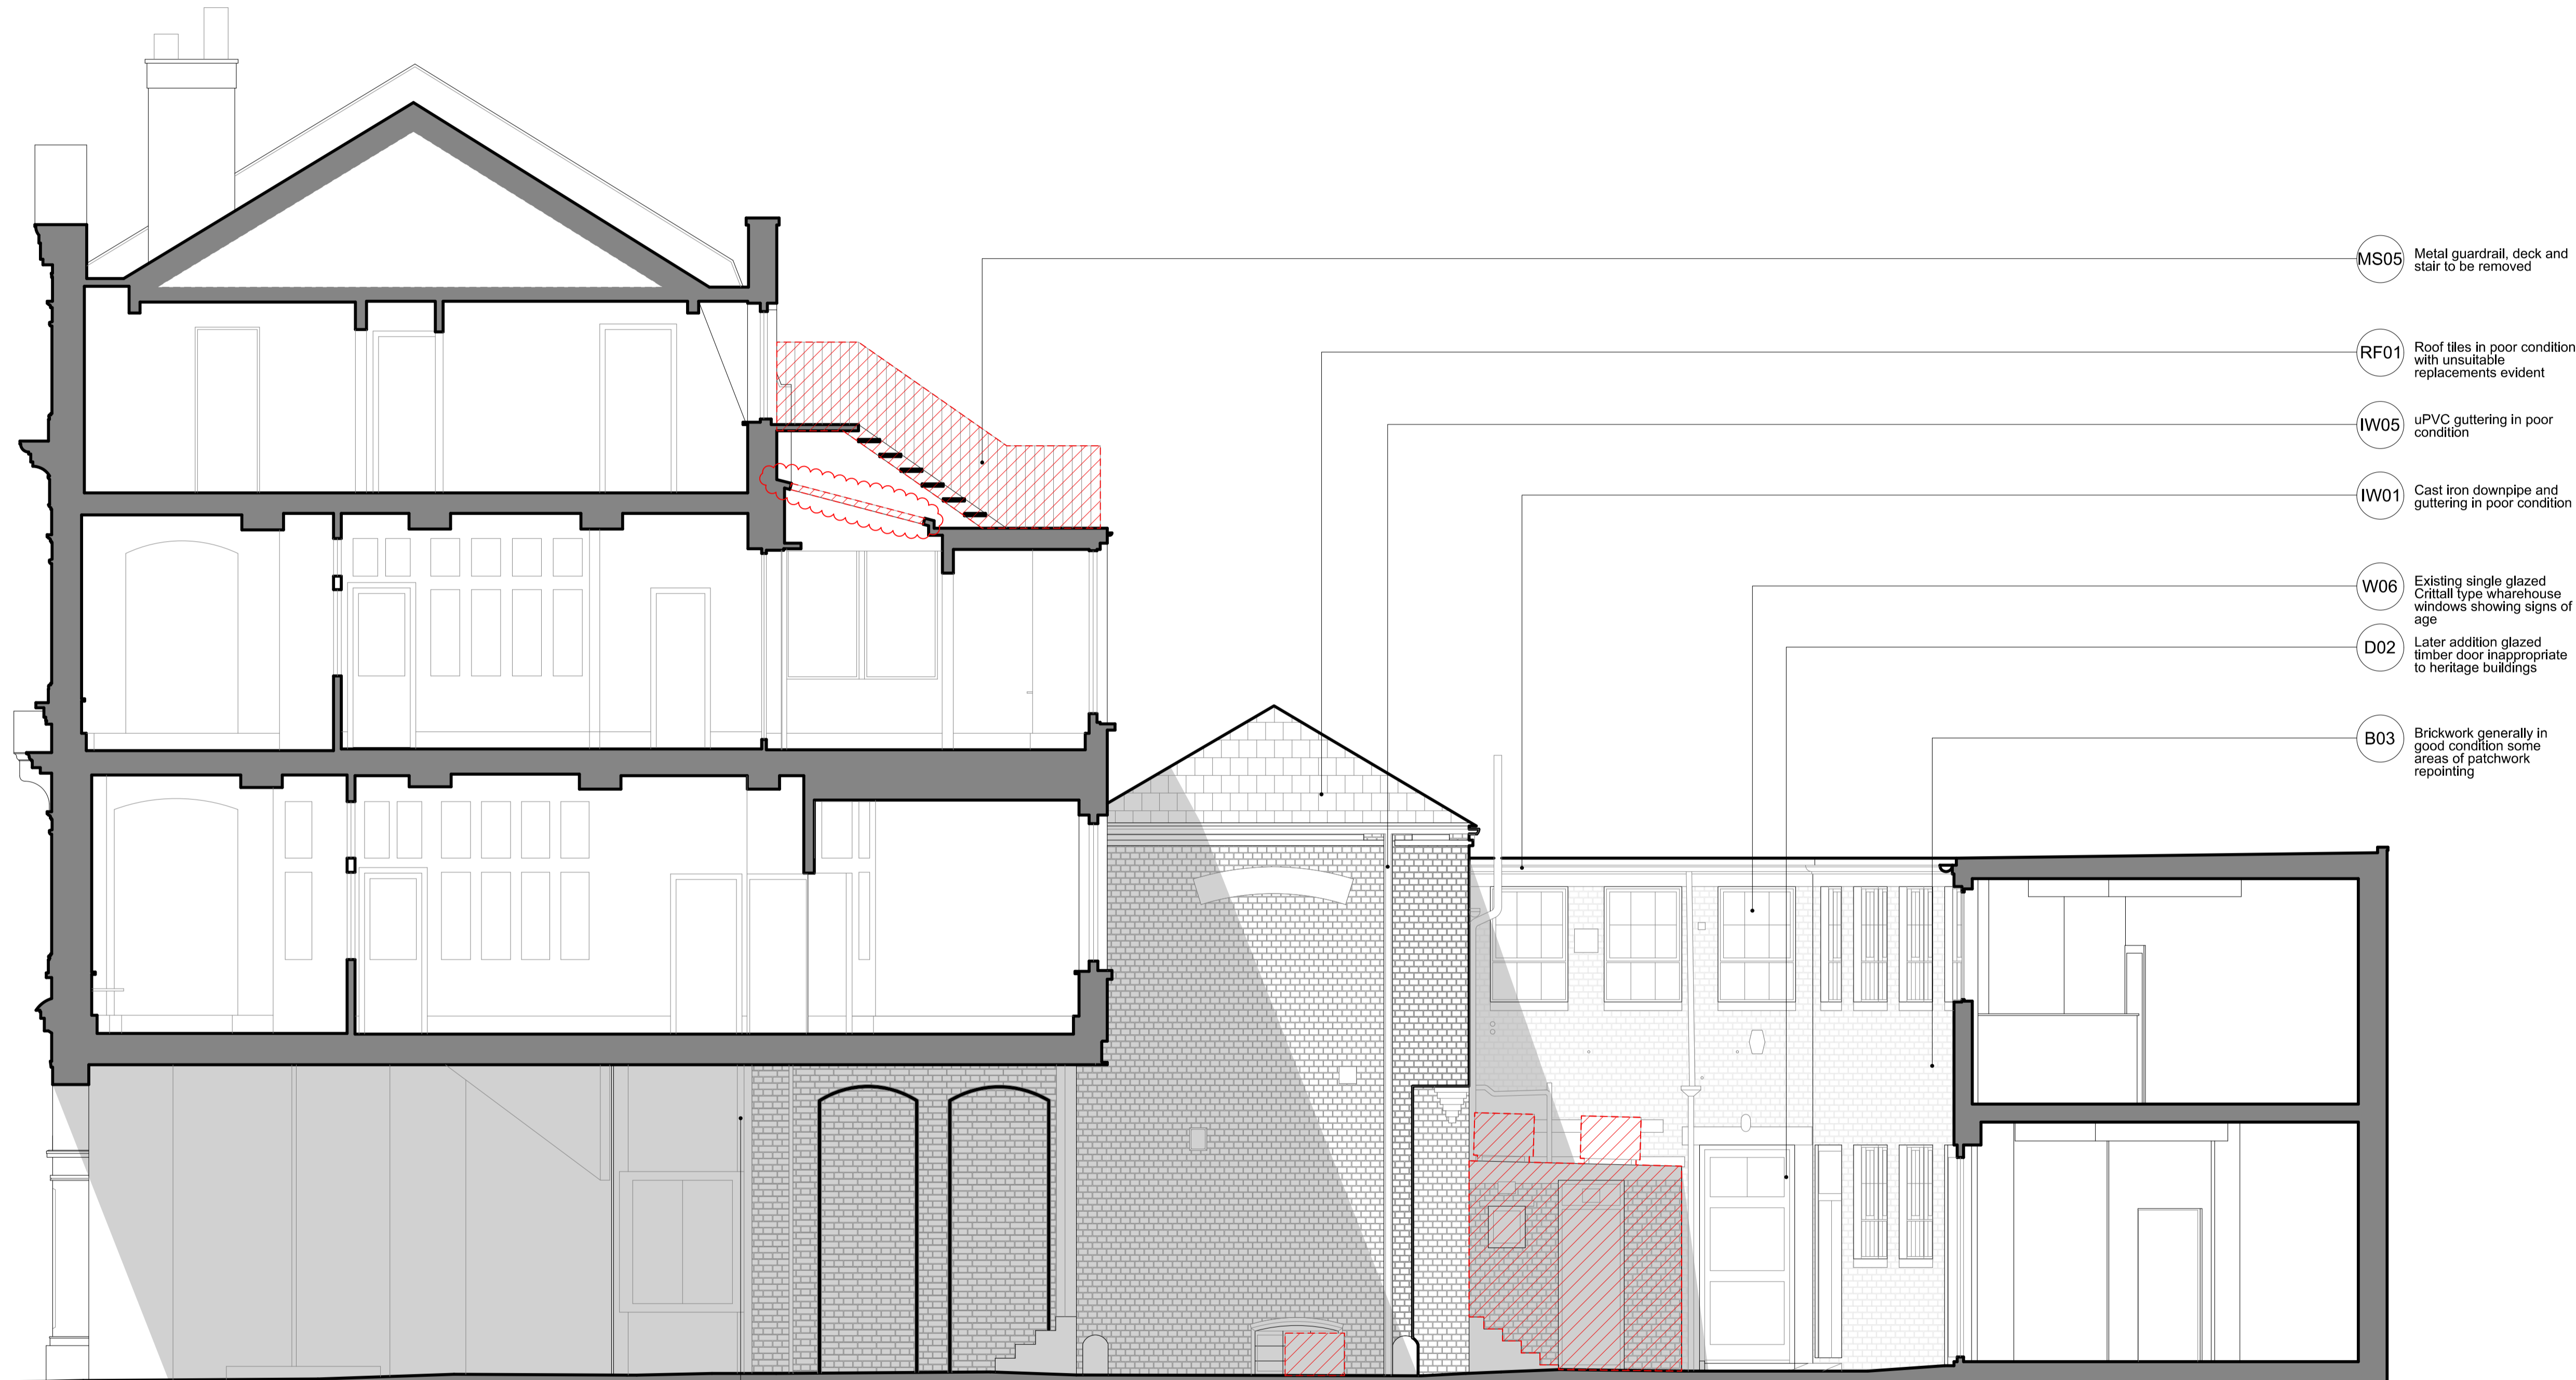 MS05
Metal guardrail, deck and
stair to be removed
RF01
Roof tiles in poor condition
with unsuitable
replacements evident
IW05
uPVC guttering in poor
condition
IW01
Cast iron downpipe and
guttering in poor condition
W06
Existing single glazed
Crittall type wharehouse
windows showing signs of
age
D02
Later addition glazed
timber door inappropriate
to heritage buildings
B03
Brickwork generally in
good condition some
areas of patchwork
repointing